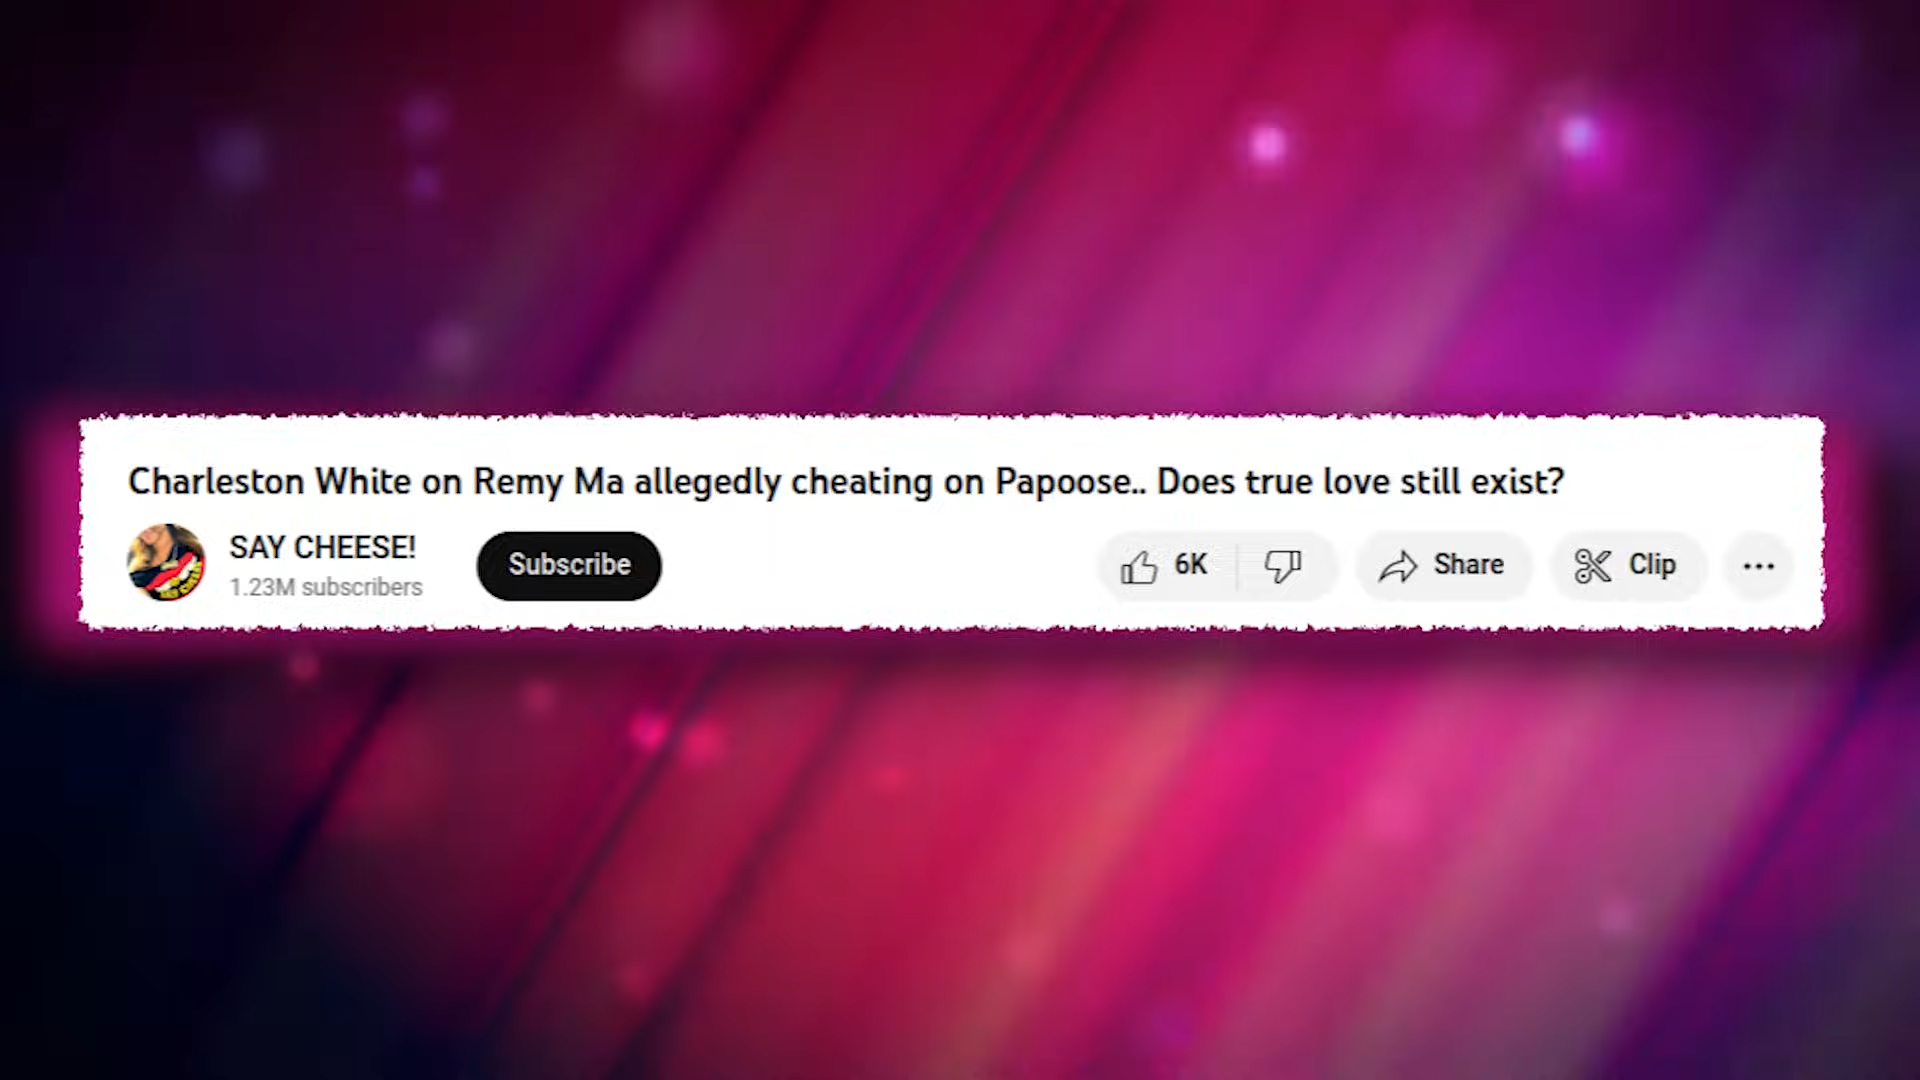 Charleston White on Remy Ma allegedly cheating on Papoose.. Does true love still exist?
SAY CHEESE!
1.23M subscribers
Subscribe
6K
Share
Clip